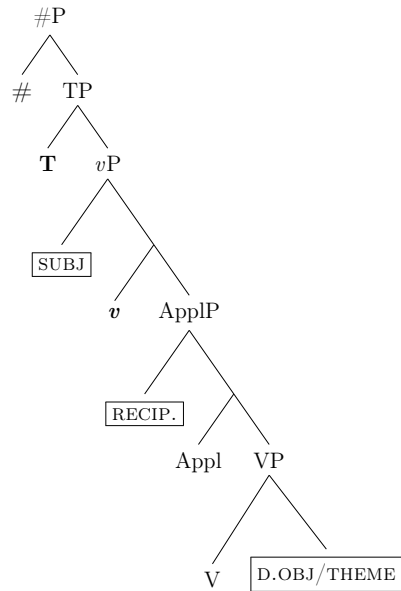 #P
# TP
T vP
SUBJ
v ApplP
RECIP.
Appl VP
V D.OBJ/THEME